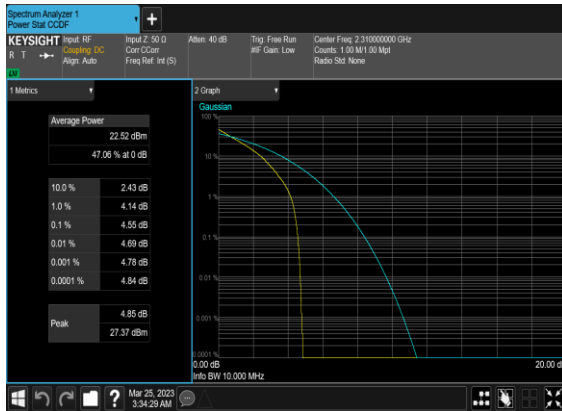 Spectrum Analyzer 1
Power Stat CCDF
+
KEYSIGHT
R T
Input: RF
Coupling: DC
Align: Auto
Input Z: 50 Ω
Corr CCorr
Freq Ref: Int (S)
Atten: 40 dB
Trig: Free Run
#IF Gain: Low
Center Freq: 2.310000000 GHz
Counts: 1.00 M/1.00 Mpt
Radio Std: None
1 Metrics
Average Power
22.52 dBm
47.06 % at 0 dB
10.0 % 2.43 dB
1.0 % 4.14 dB
0.1 % 4.55 dB
0.01 % 4.69 dB
0.001 % 4.78 dB
0.0001 % 4.84 dB
Peak
4.85 dB
27.37 dBm
2 Graph
Gaussian
100 %
10 %
1 %
0.1 %
0.01 %
0.001 %
0.0001 %
0.00 dB
20.00 d
Info BW 10.000 MHz
?
Mar 25, 2023
3:34:29 AM